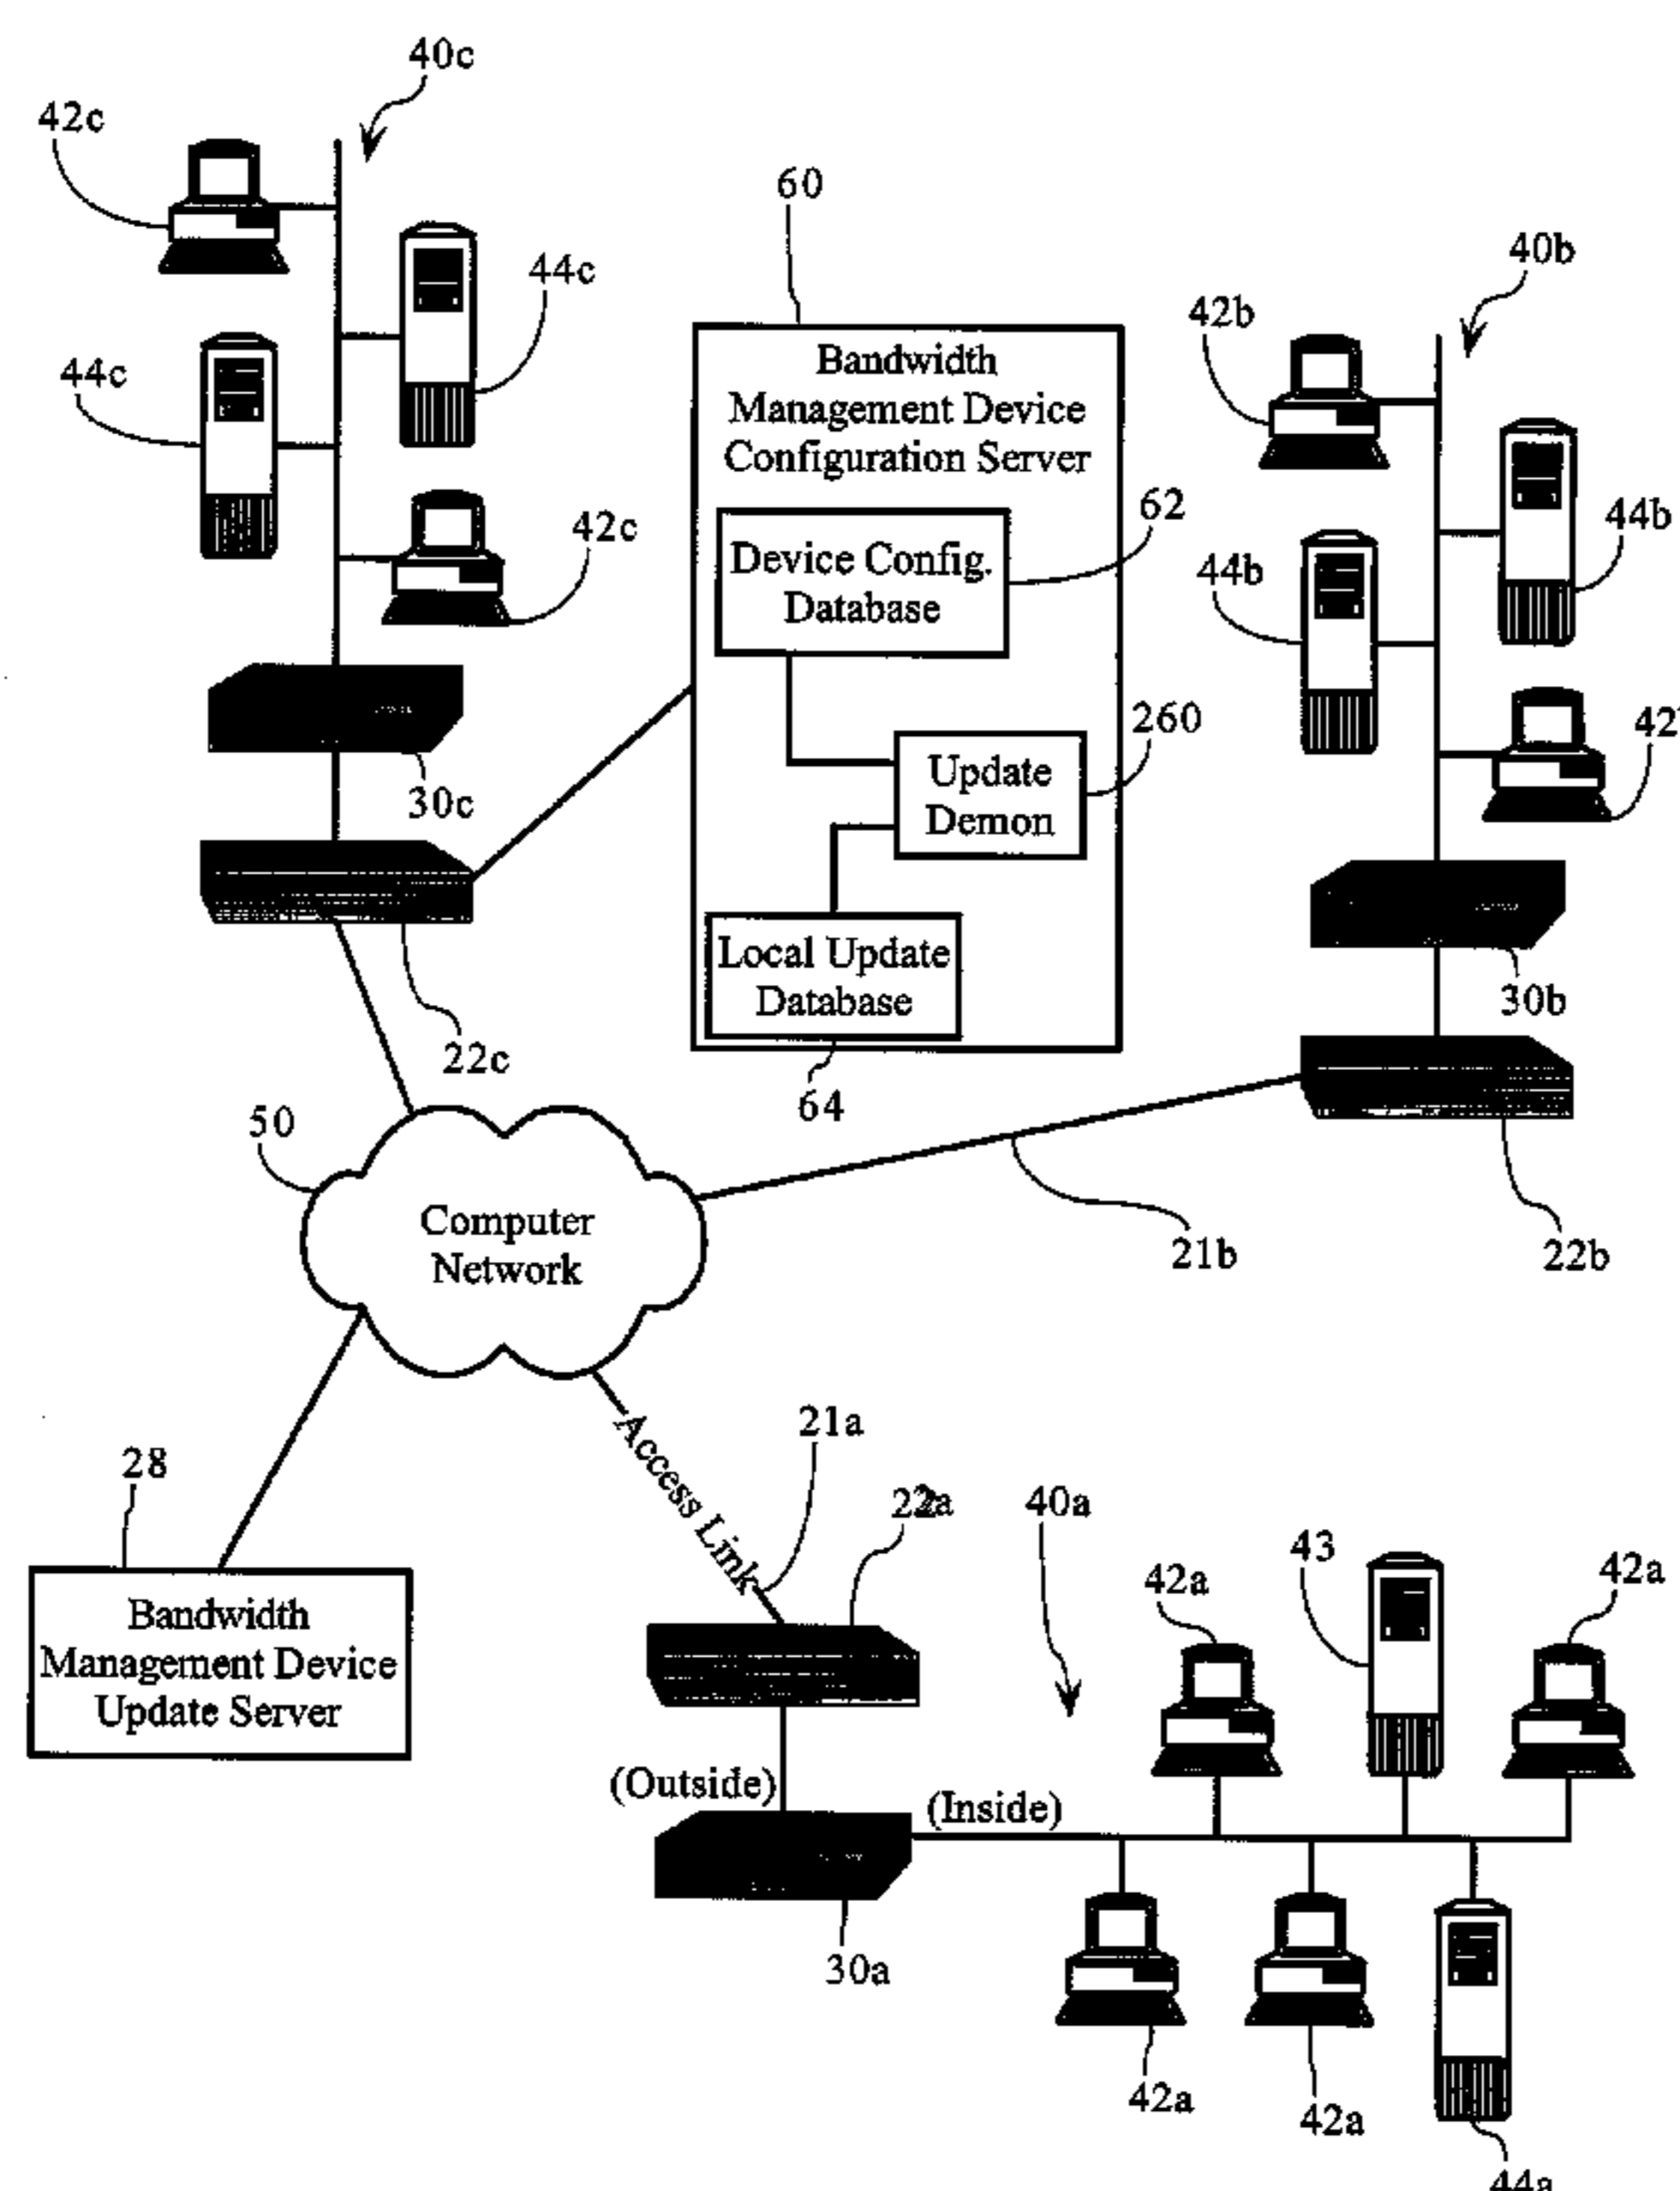 40c
42c
60
40b
44c
42b
44c
Bandwidth
Management Device
Configuration Server
62
44b
42c
Device Config.
Database
44b
260
42
Update
Demon
30c
Local Update
Database
30b
22c
64
50
Computer
Network
21b
22b
21a
Access Link
28
22a
40a
43
42a
42a
Bandwidth
Management Device
Update Server
(Outside)
(Inside)
30a
42a
42a
44a